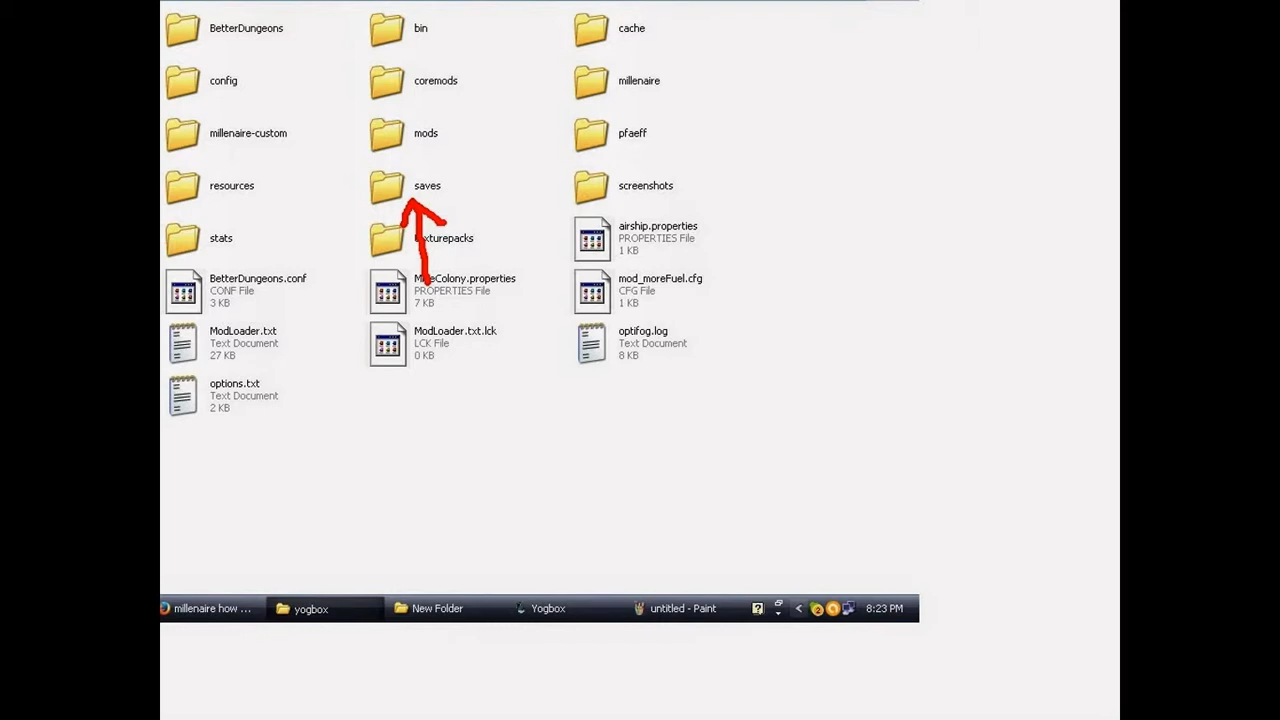 BetterDungeons
bin
cache
config
coremods
millenaire
millenaire-custom
mods
pfaeff
resources
saves
screenshots
stats
airship.properties
PROPERTIES File
1 KB
BetterDungeons.conf
CONF File
3 KB
PROPERTIES File
7 KB
mod_moreFuel.cfg
CFG File
1 KB
ModLoader.txt
Text Document
27 KB
ModLoader.txt.lck
LCK File
0 KB
optifog.log
Text Document
8 KB
options.txt
Text Document
2 KB
millenaire how ...
yogbox
New Folder
Yogbox
untitled - Paint
2
8:23 PM